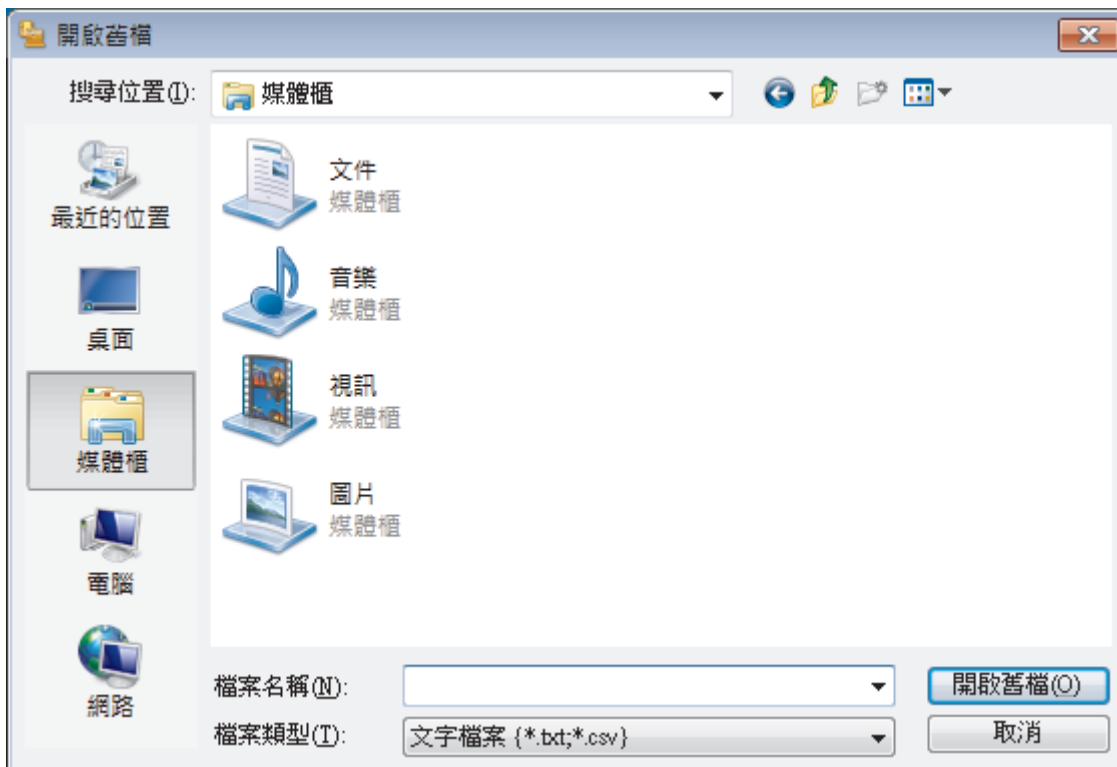 開啟舊檔
搜尋位置(I):
媒體櫃
最近的位置
桌面
媒體櫃
電腦
網路
文件
媒體櫃
音樂
媒體櫃
視訊
媒體櫃
圖片
媒體櫃
檔案名稱(N):
開啟舊檔(O)
檔案類型(T):
文字檔案 {*.txt;*.csv}
取消